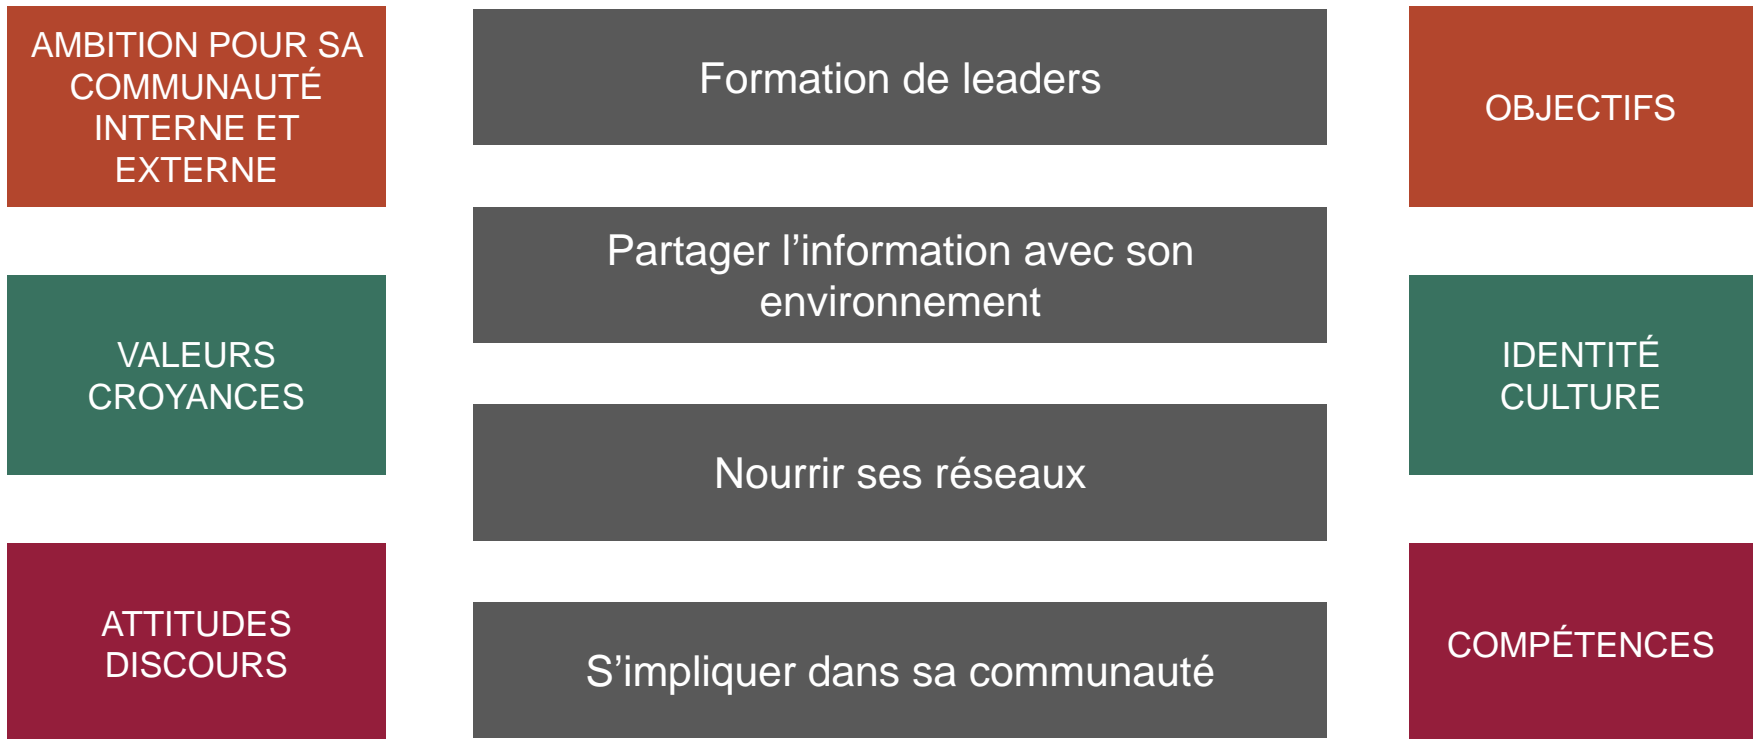 AMBITION POUR SA
COMMUNAUTÉ
INTERNE ET
EXTERNE
VALEURS
CROYANCES
ATTITUDES
DISCOURS
Formation de leaders
Partager l’information avec son
environnement
Nourrir ses réseaux
S’impliquer dans sa communauté
OBJECTIFS
IDENTITÉ
CULTURE
COMPÉTENCES